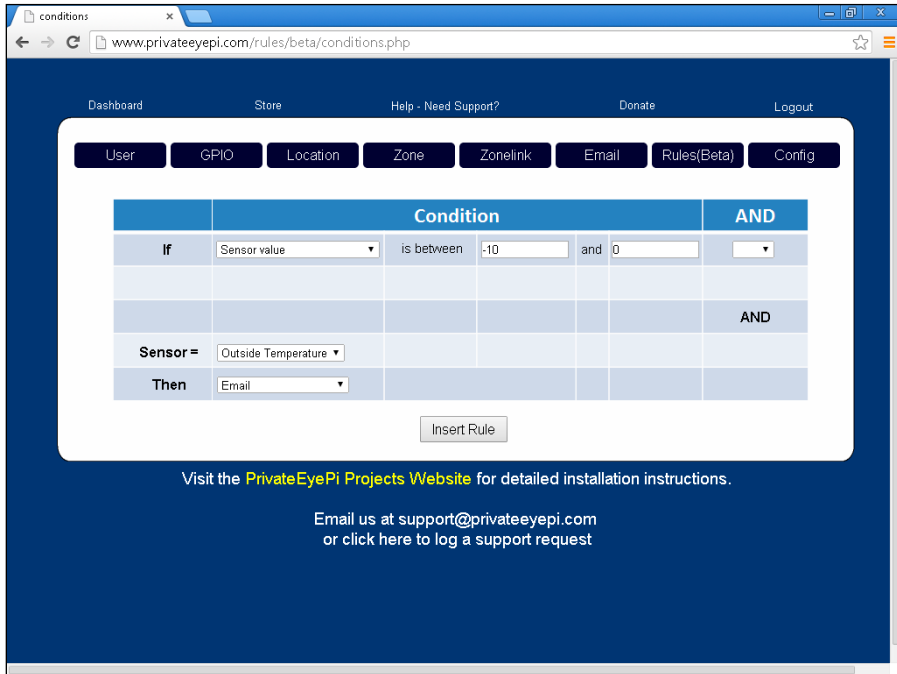 conditions
www.privateeyepi.com/rules/beta/conditions.php
Dashboard Store Help - Need Support? Donate Logout
User GPIO Location Zone Zonelink Email Rules(Beta) Config
Condition AND
If Sensor value is between -10 and 0
AND
Sensor = Outside Temperature
Then Email
Insert Rule
Visit the PrivateEyePi Projects Website for detailed installation instructions.
Email us at support@privateeyepi.com
or click here to log a support request